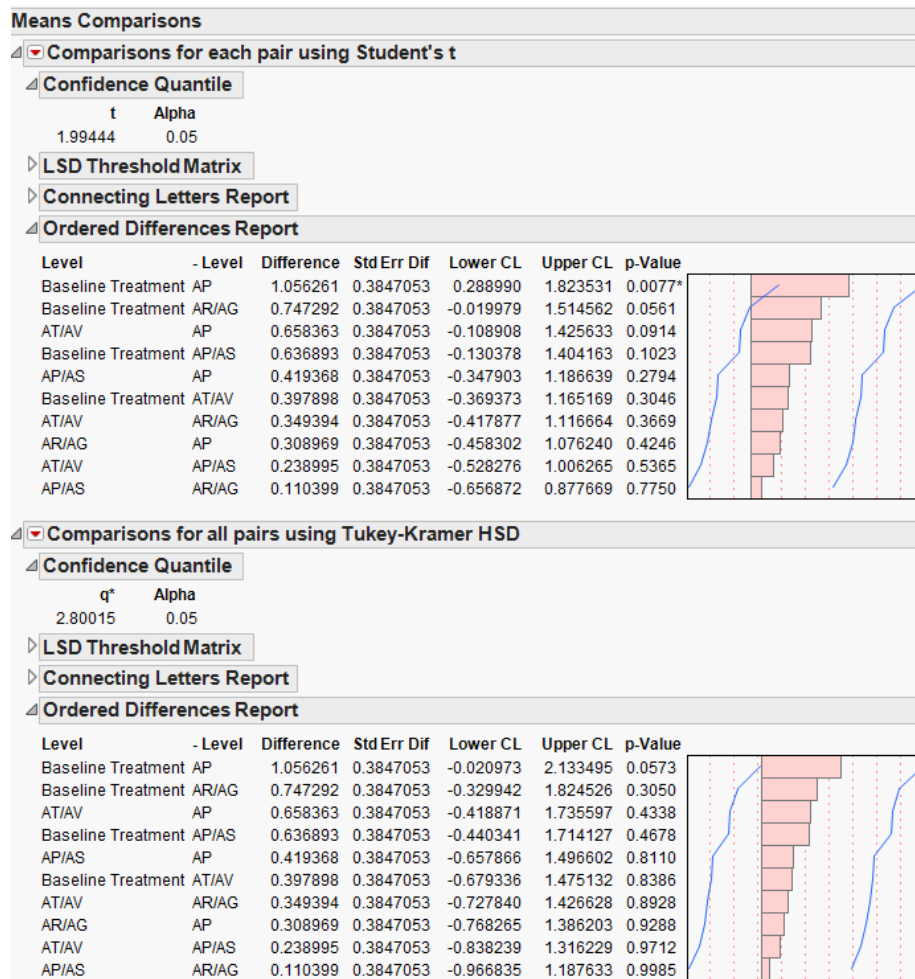 Means Comparisons
Comparisons for each pair using Student's t
Confidence Quantile
t Alpha
1.99444 0.05
LSD Threshold Matrix
Connecting Letters Report
Ordered Differences Report
Level - Level Difference Std Err Dif Lower CL Upper CL p-Value
Baseline Treatment AP 1.056261 0.3847053 0.288990 1.823531 0.0077*
Baseline Treatment AR/AG 0.747292 0.3847053 -0.019979 1.514562 0.0561
AT/AV AP 0.658363 0.3847053 -0.108908 1.425633 0.0914
Baseline Treatment AP/AS 0.636893 0.3847053 -0.130378 1.404163 0.1023
AP/AS AP 0.419368 0.3847053 -0.347903 1.186639 0.2794
Baseline Treatment AT/AV 0.397898 0.3847053 -0.369373 1.165169 0.3046
AT/AV AR/AG 0.349394 0.3847053 -0.417877 1.116664 0.3669
AR/AG AP 0.308969 0.3847053 -0.458302 1.076240 0.4246
AT/AV AP/AS 0.238995 0.3847053 -0.528276 1.006265 0.5365
AP/AS AR/AG 0.110399 0.3847053 -0.656872 0.877669 0.7750
Comparisons for all pairs using Tukey-Kramer HSD
Confidence Quantile
q* Alpha
2.80015 0.05
LSD Threshold Matrix
Connecting Letters Report
Ordered Differences Report
Level - Level Difference Std Err Dif Lower CL Upper CL p-Value
Baseline Treatment AP 1.056261 0.3847053 -0.020973 2.133495 0.0573
Baseline Treatment AR/AG 0.747292 0.3847053 -0.329942 1.824526 0.3050
AT/AV AP 0.658363 0.3847053 -0.418871 1.735597 0.4338
Baseline Treatment AP/AS 0.636893 0.3847053 -0.440341 1.714127 0.4678
AP/AS AP 0.419368 0.3847053 -0.657866 1.496602 0.8110
Baseline Treatment AT/AV 0.397898 0.3847053 -0.679336 1.475132 0.8386
AT/AV AR/AG 0.349394 0.3847053 -0.727840 1.426628 0.8928
AR/AG AP 0.308969 0.3847053 -0.768265 1.386203 0.9288
AT/AV AP/AS 0.238995 0.3847053 -0.838239 1.316229 0.9712
AP/AS AR/AG 0.110399 0.3847053 -0.966835 1.187633 0.9985